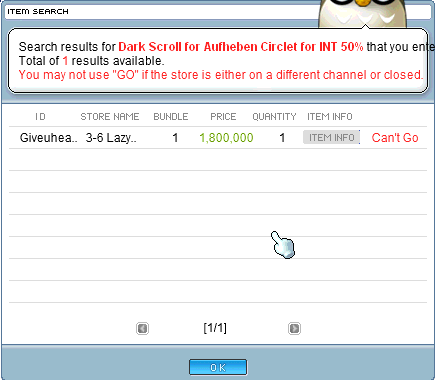 ITEM SEARCH
Search results for Dark Scroll for Aufheben Circlet for INT 50% that you ente
Total of 1 results available.
You may not use "GO" if the store is either on a different channel or closed.
ID STORE NAME BUNDLE PRICE QUANTITY ITEM INFO
Giveuhea.. 3-6 Lazy.. 1 1,800,000 1 ITEM INFO Can't Go
[1/1]
OK